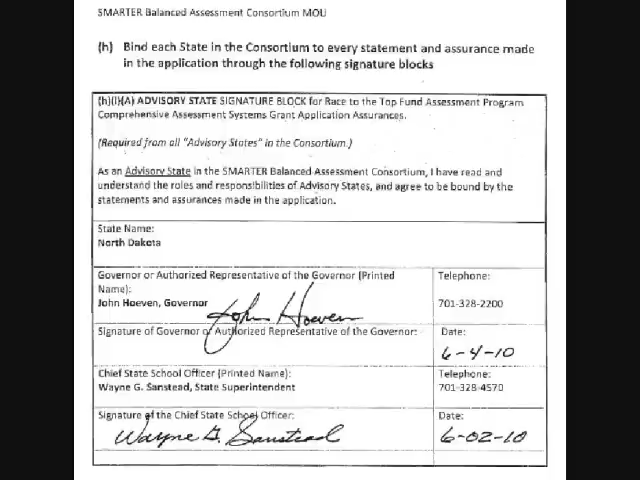 SMARTER Balanced Assessment Consortium MOU
(h) Bind each State in the Consortium to every statement and assurance made
in the application through the following signature blocks
(h)(i)(A) ADVISORY STATE SIGNATURE BLOCK for Race to the Top Fund Assessment Program
Comprehensive Assessment Systems Grant Application Assurances.
(Required from all "Advisory States" in the Consortium.)
As an Advisory State in the SMARTER Balanced Assessment Consortium, I have read and
understand the roles and responsibilities of Advisory States, and agree to be bound by the
statements and assurances made in the application.
State Name:
North Dakota
Governor or Authorized Representative of the Governor (Printed
Name):
John Hoeven, Governor
Telephone:
701-328-2200
John Hoeven
Signature of Governor or Authorized Representative of the Governor:
Date:
6-4-10
Chief State School Officer (Printed Name):
Wayne G. Sanstead, State Superintendent
Telephone:
701-328-4570
Signature of the Chief State School Officer:
Wayne G. Sanstead
Date:
6-02-10